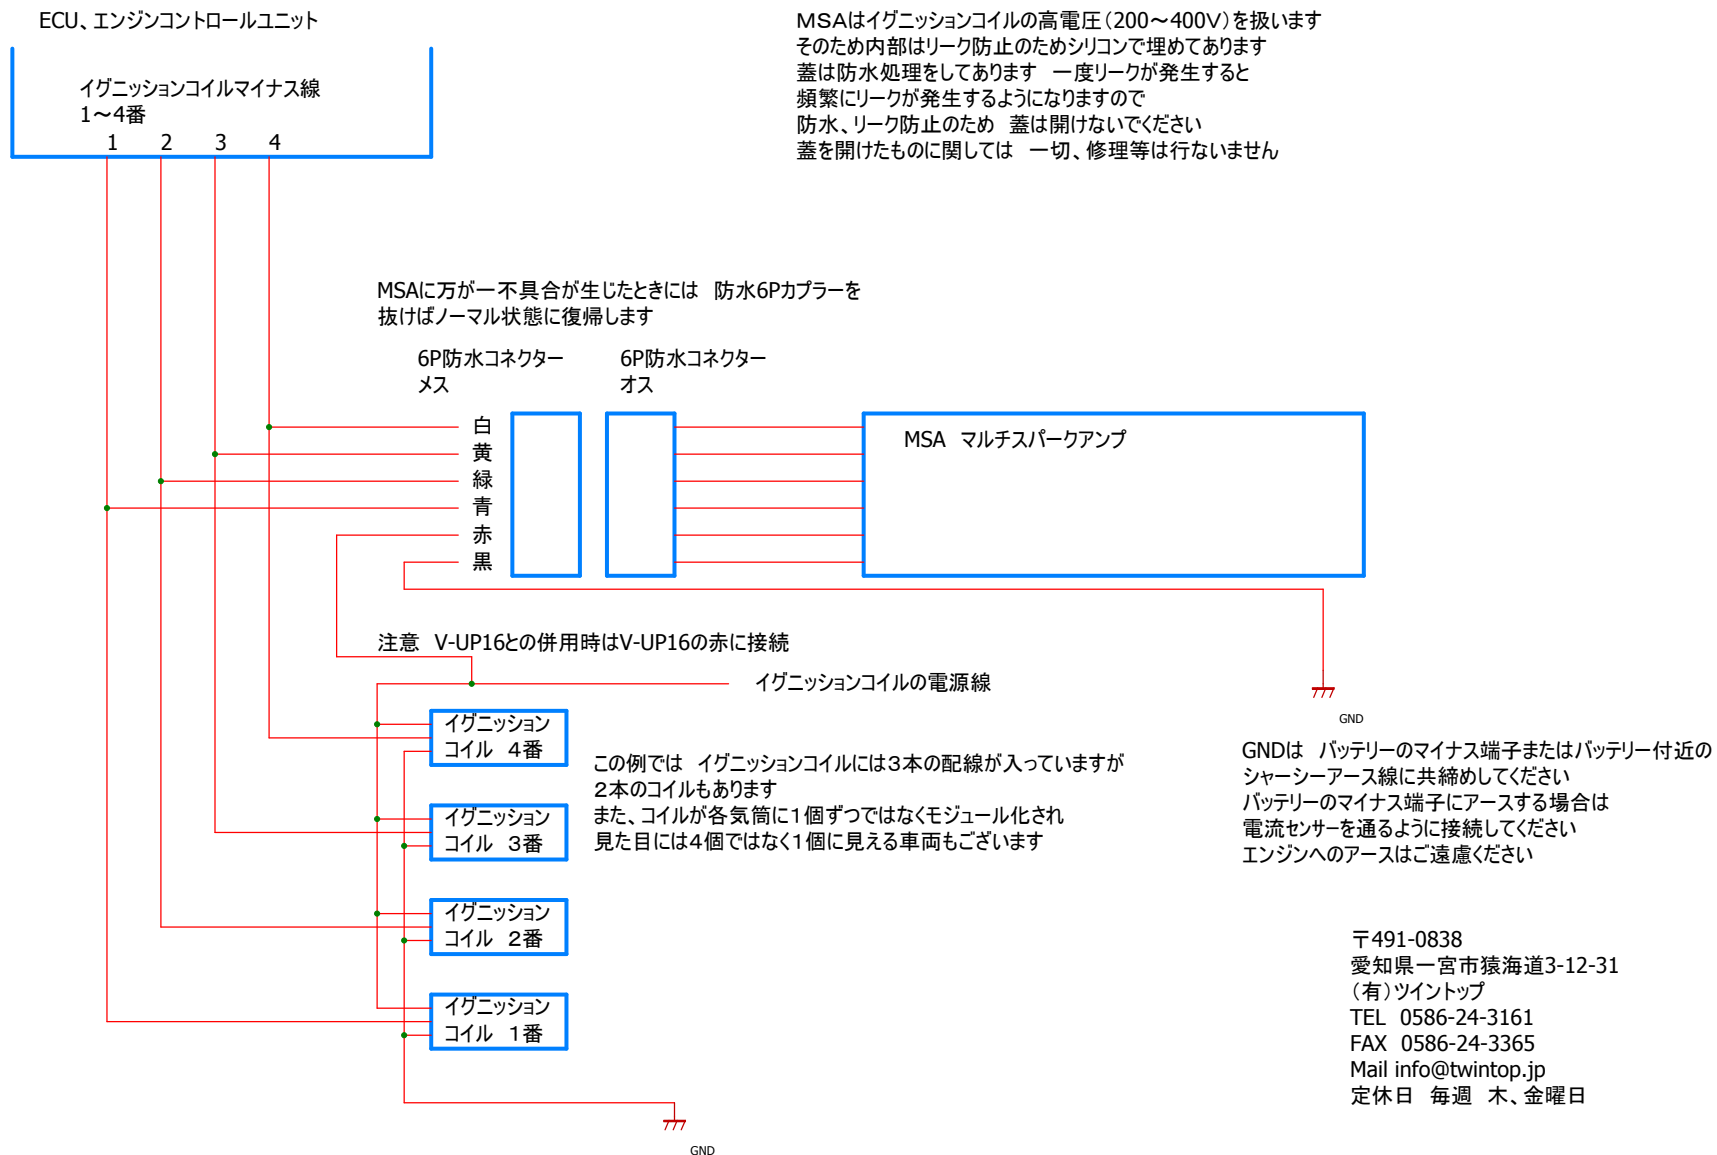 ECU、エンジンコントロールユニット
イグニッションコイルマイナス線
1～4番
1 2 3 4
MSAはイグニッションコイルの高電圧（200～400V）を扱います
そのため内部はリーク防止のためシリコンで埋めてあります
蓋は防水処理をしてあります　一度リークが発生すると
頻繁にリークが発生するようになりますので
防水、リーク防止のため　蓋は開けないでください
蓋を開けたものに関しては　一切、修理等は行ないません
MSAに万が一不具合が生じたときには　防水6Pカプラーを
抜けばノーマル状態に復帰します
6P防水コネクター
メス
6P防水コネクター
オス
白
黄
緑
青
赤
黒
MSA　マルチスパークアンプ
注意　V-UP16との併用時はV-UP16の赤に接続
イグニッションコイルの電源線
イグニッション
コイル　4番
イグニッション
コイル　3番
イグニッション
コイル　2番
イグニッション
コイル　1番
この例では　イグニッションコイルには３本の配線が入っていますが
２本のコイルもあります
また、コイルが各気筒に１個ずつではなくモジュール化され
見た目には４個ではなく１個に見える車両もございます
GND
GNDは　バッテリーのマイナス端子またはバッテリー付近の
シャーシーアース線に共締めしてください
バッテリーのマイナス端子にアースする場合は
電流センサーを通るように接続してください
エンジンへのアースはご遠慮ください
〒491-0838
愛知県一宮市猿海道3-12-31
（有）ツイントップ
TEL　0586-24-3161
FAX　0586-24-3365
Mail info@twintop.jp
定休日　毎週　木、金曜日
GND